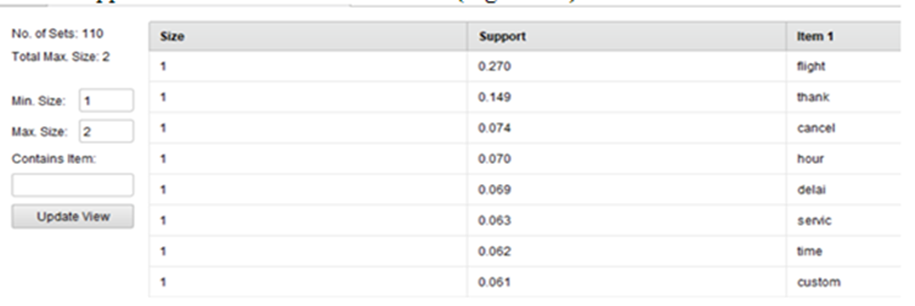 No. of Sets: 110
Total Max. Size: 2
Min. Size: 1
Max. Size: 2
Contains Item:
Update View
Size Support Item 1
1 0.270 flight
1 0.149 thank
1 0.074 cancel
1 0.070 hour
1 0.069 delai
1 0.063 servic
1 0.062 time
1 0.061 custom